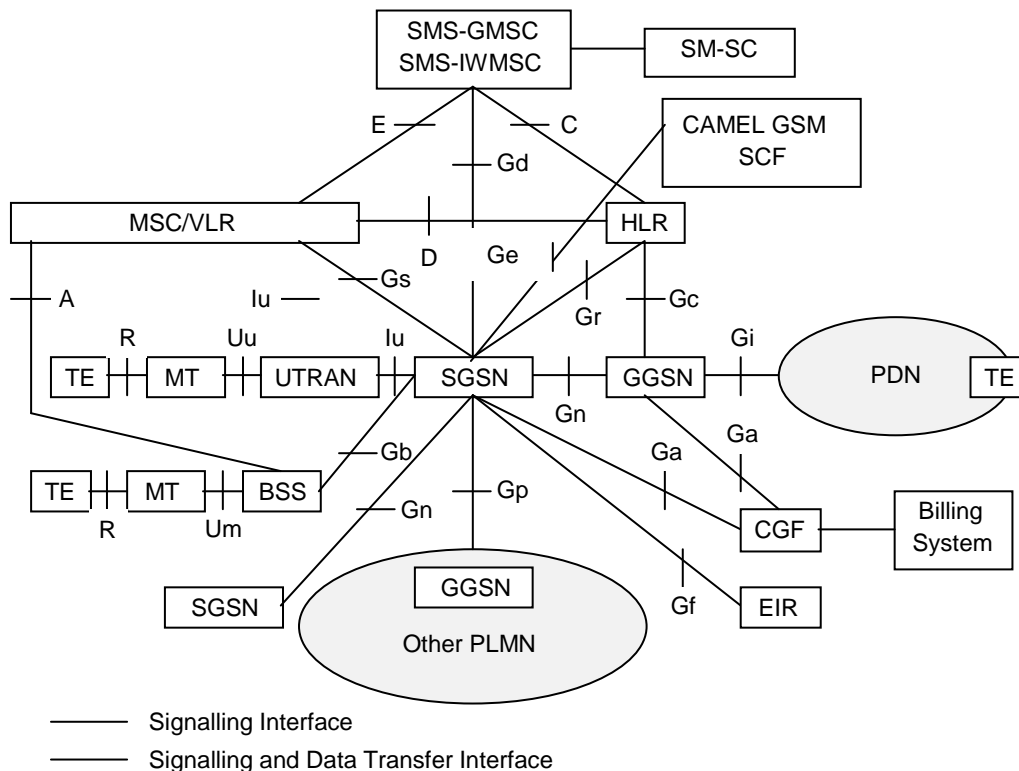 SMS-GMSC
SMS-IWMSC
SM-SC
CAMEL GSM
SCF
E
C
Gd
MSC/VLR
HLR
D
Ge
Gs
Gr
Gc
A
Iu
R
Uu
Iu
Gi
TE
MT
UTRAN
SGSN
GGSN
PDN
TE
Gn
Ga
Ga
Gb
Gp
Gn
TE
MT
BSS
R
Um
CGF
Billing
System
SGSN
GGSN
Gf
EIR
Other PLMN
Signalling Interface
Signalling and Data Transfer Interface